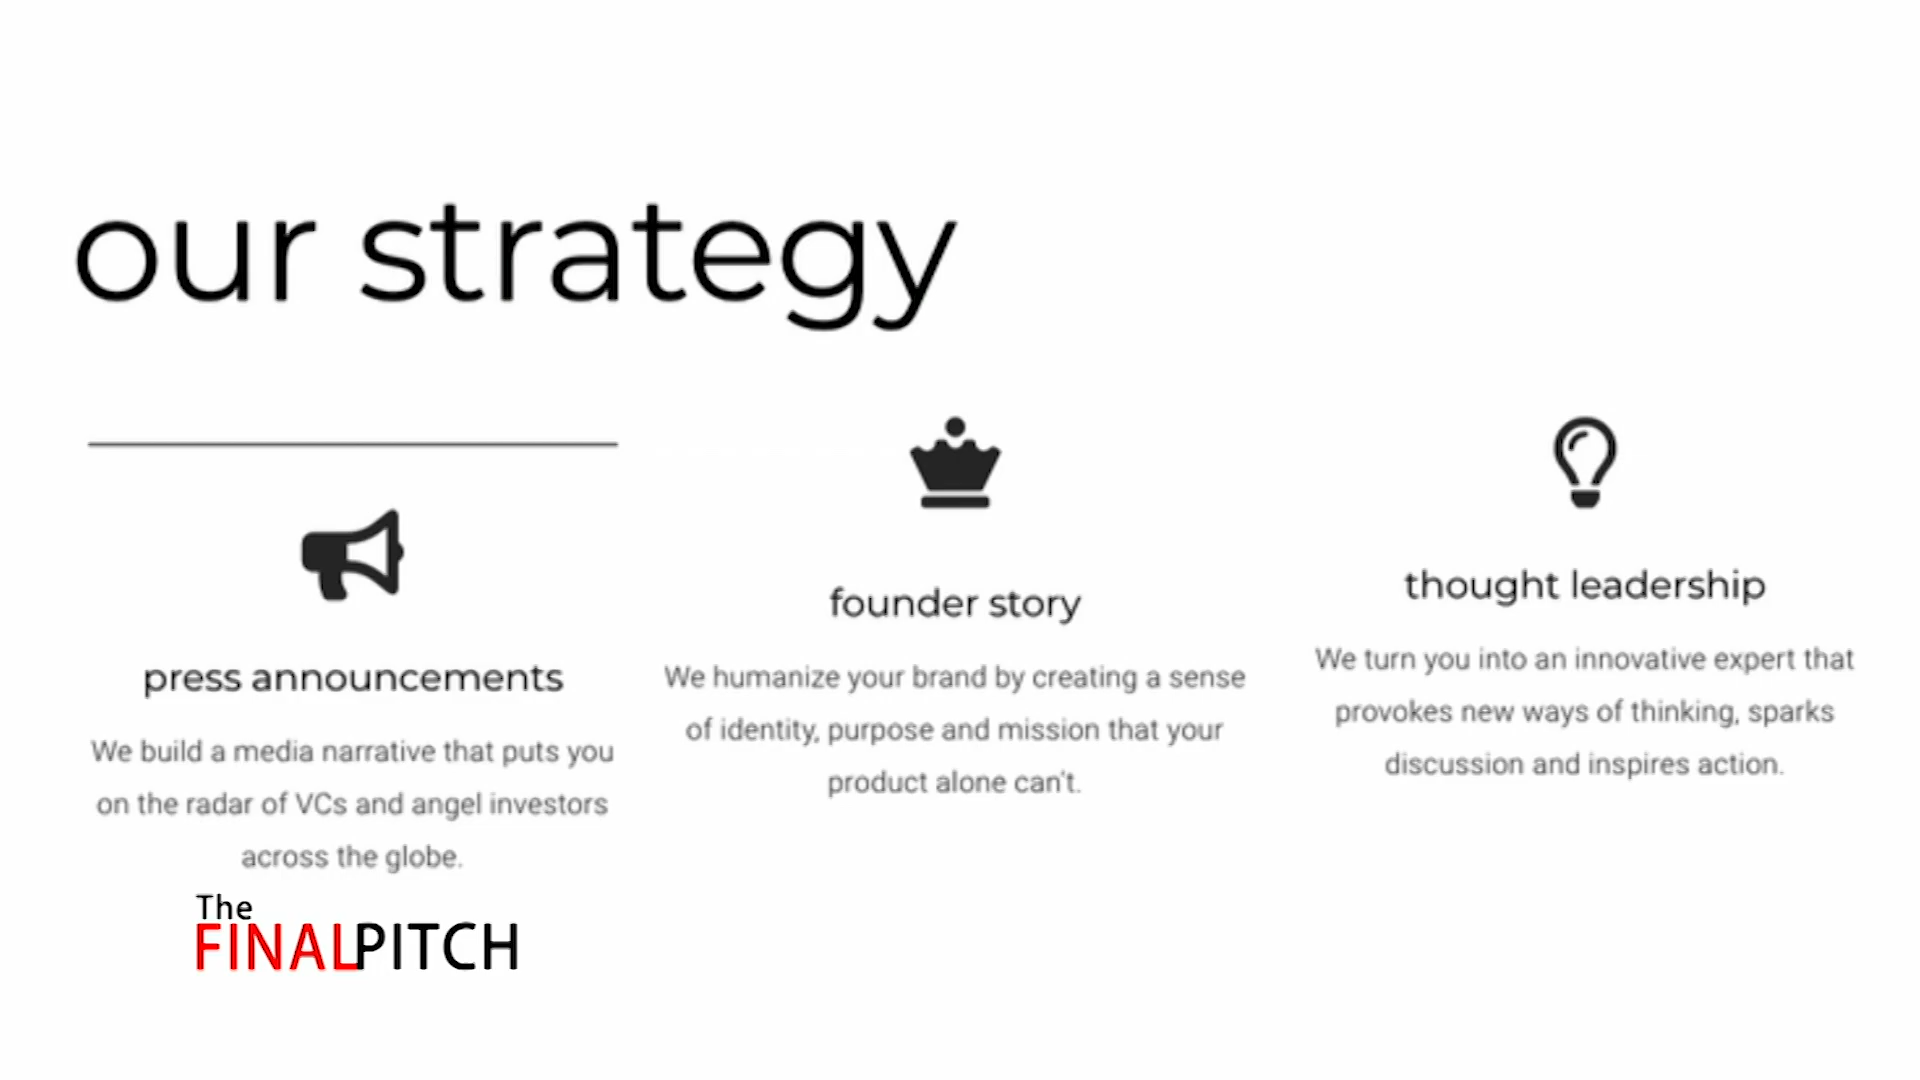 our strategy
press announcements
We build a media narrative that puts you
on the radar of VCs and angel investors
across the globe.
founder story
We humanize your brand by creating a sense
of identity, purpose and mission that your
product alone can't.
thought leadership
We turn you into an innovative expert that
provokes new ways of thinking, sparks
discussion and inspires action.
The
FINALPITCH